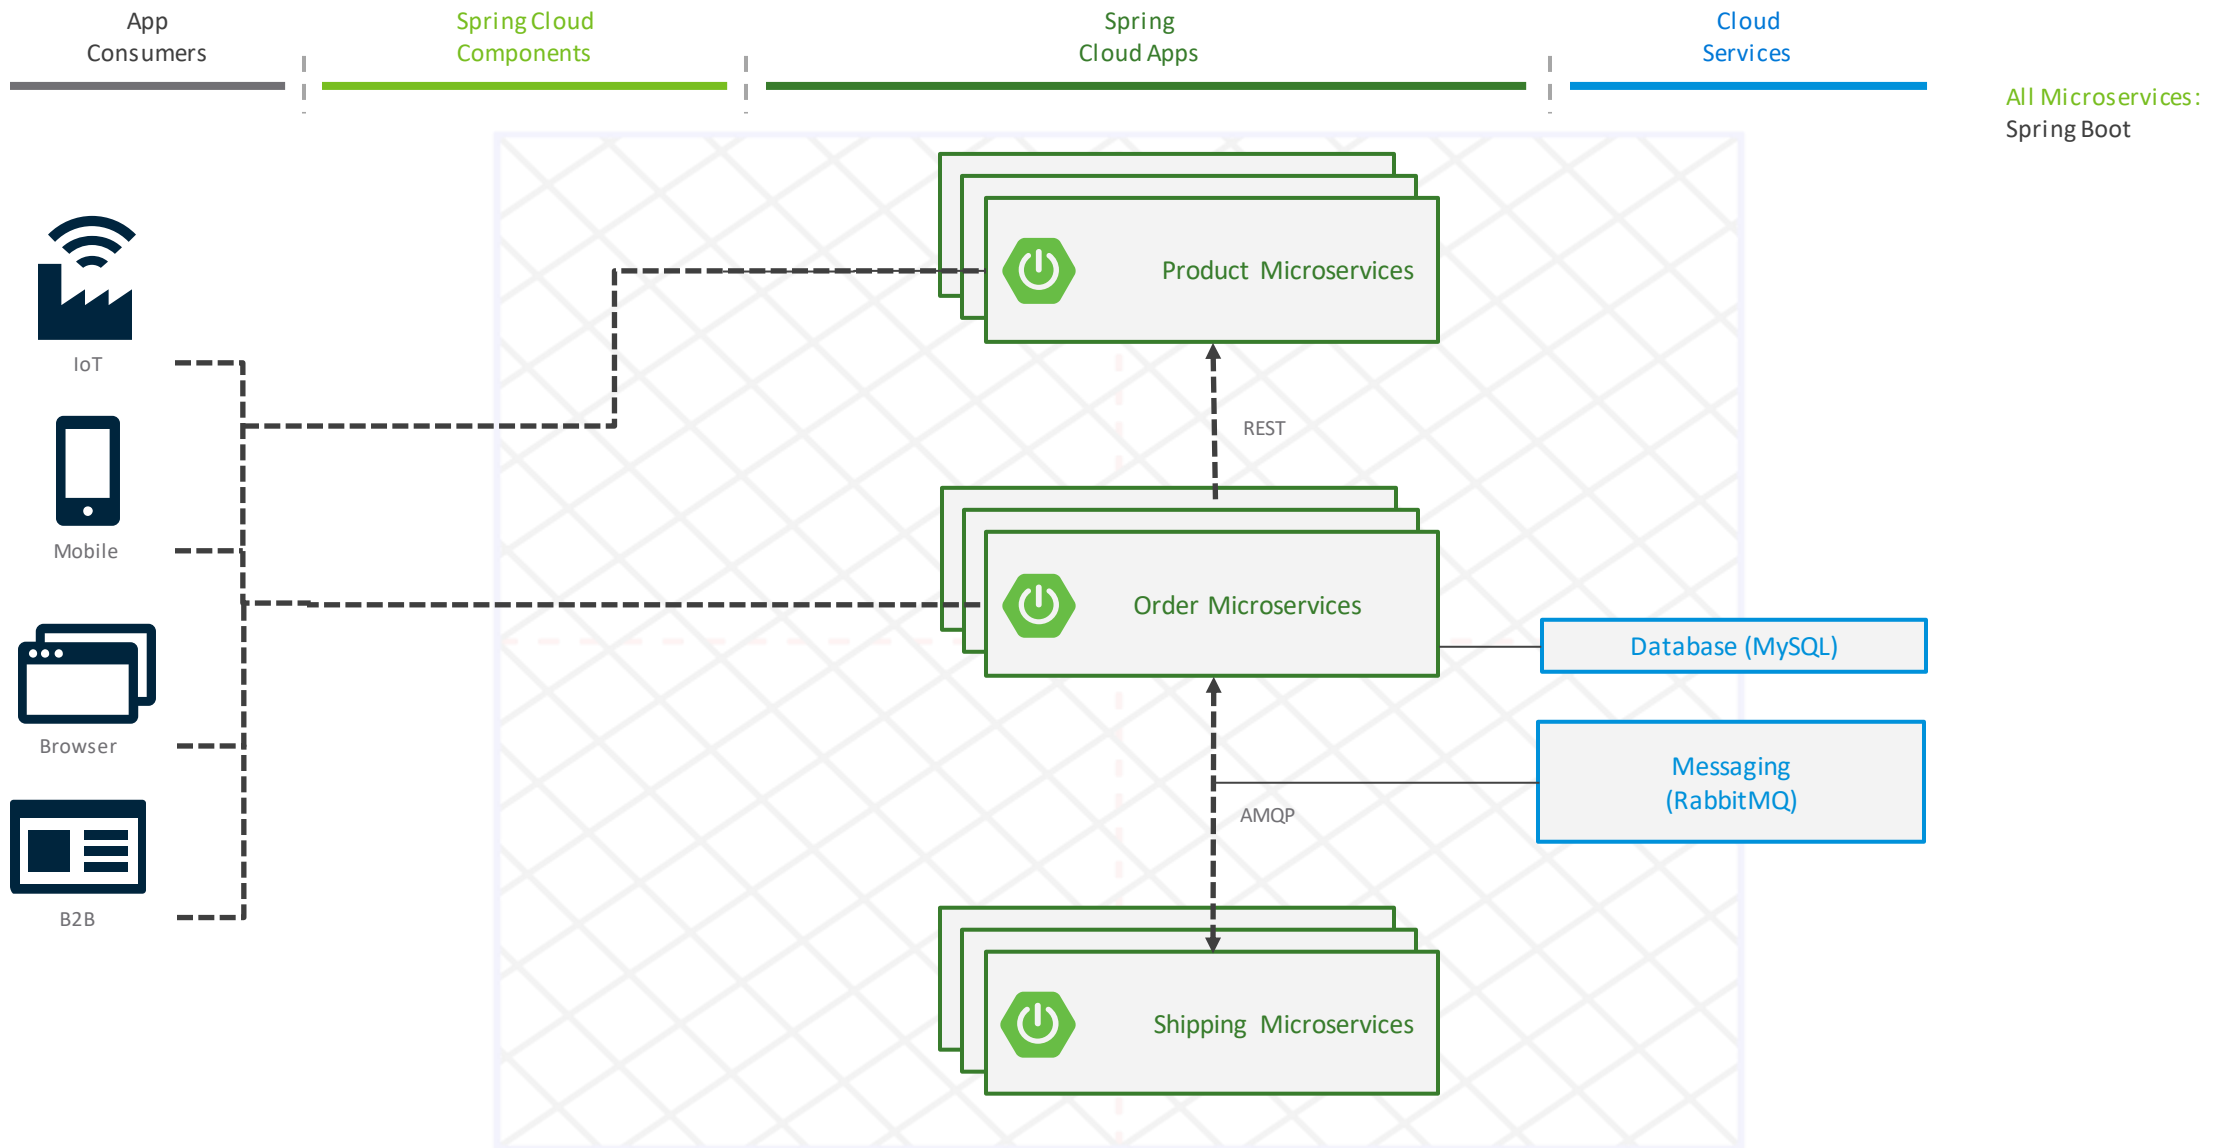 App
Consumers
Spring Cloud
Components
Spring
Cloud Apps
Cloud
Services
All Microservices:
Spring Boot
Product Microservices
IoT
REST
Mobile
Order Microservices
Database (MySQL)
Browser
Messaging
(RabbitMQ)
AMQP
B2B
Shipping Microservices